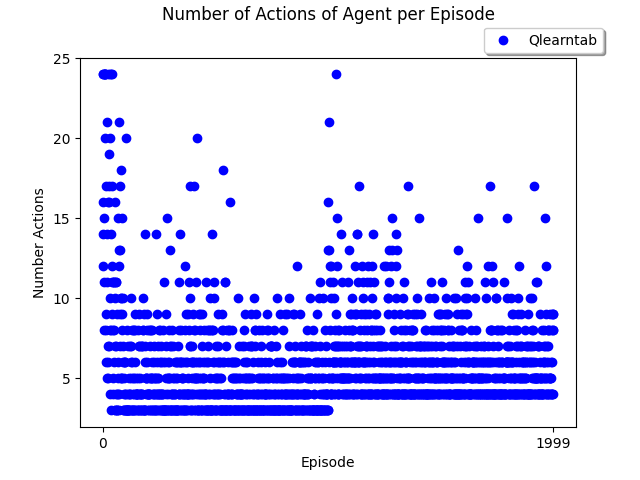 Number of Actions of Agent per Episode
Qlearntab
25
20
15
10
5
Number Actions
0
1999
Episode